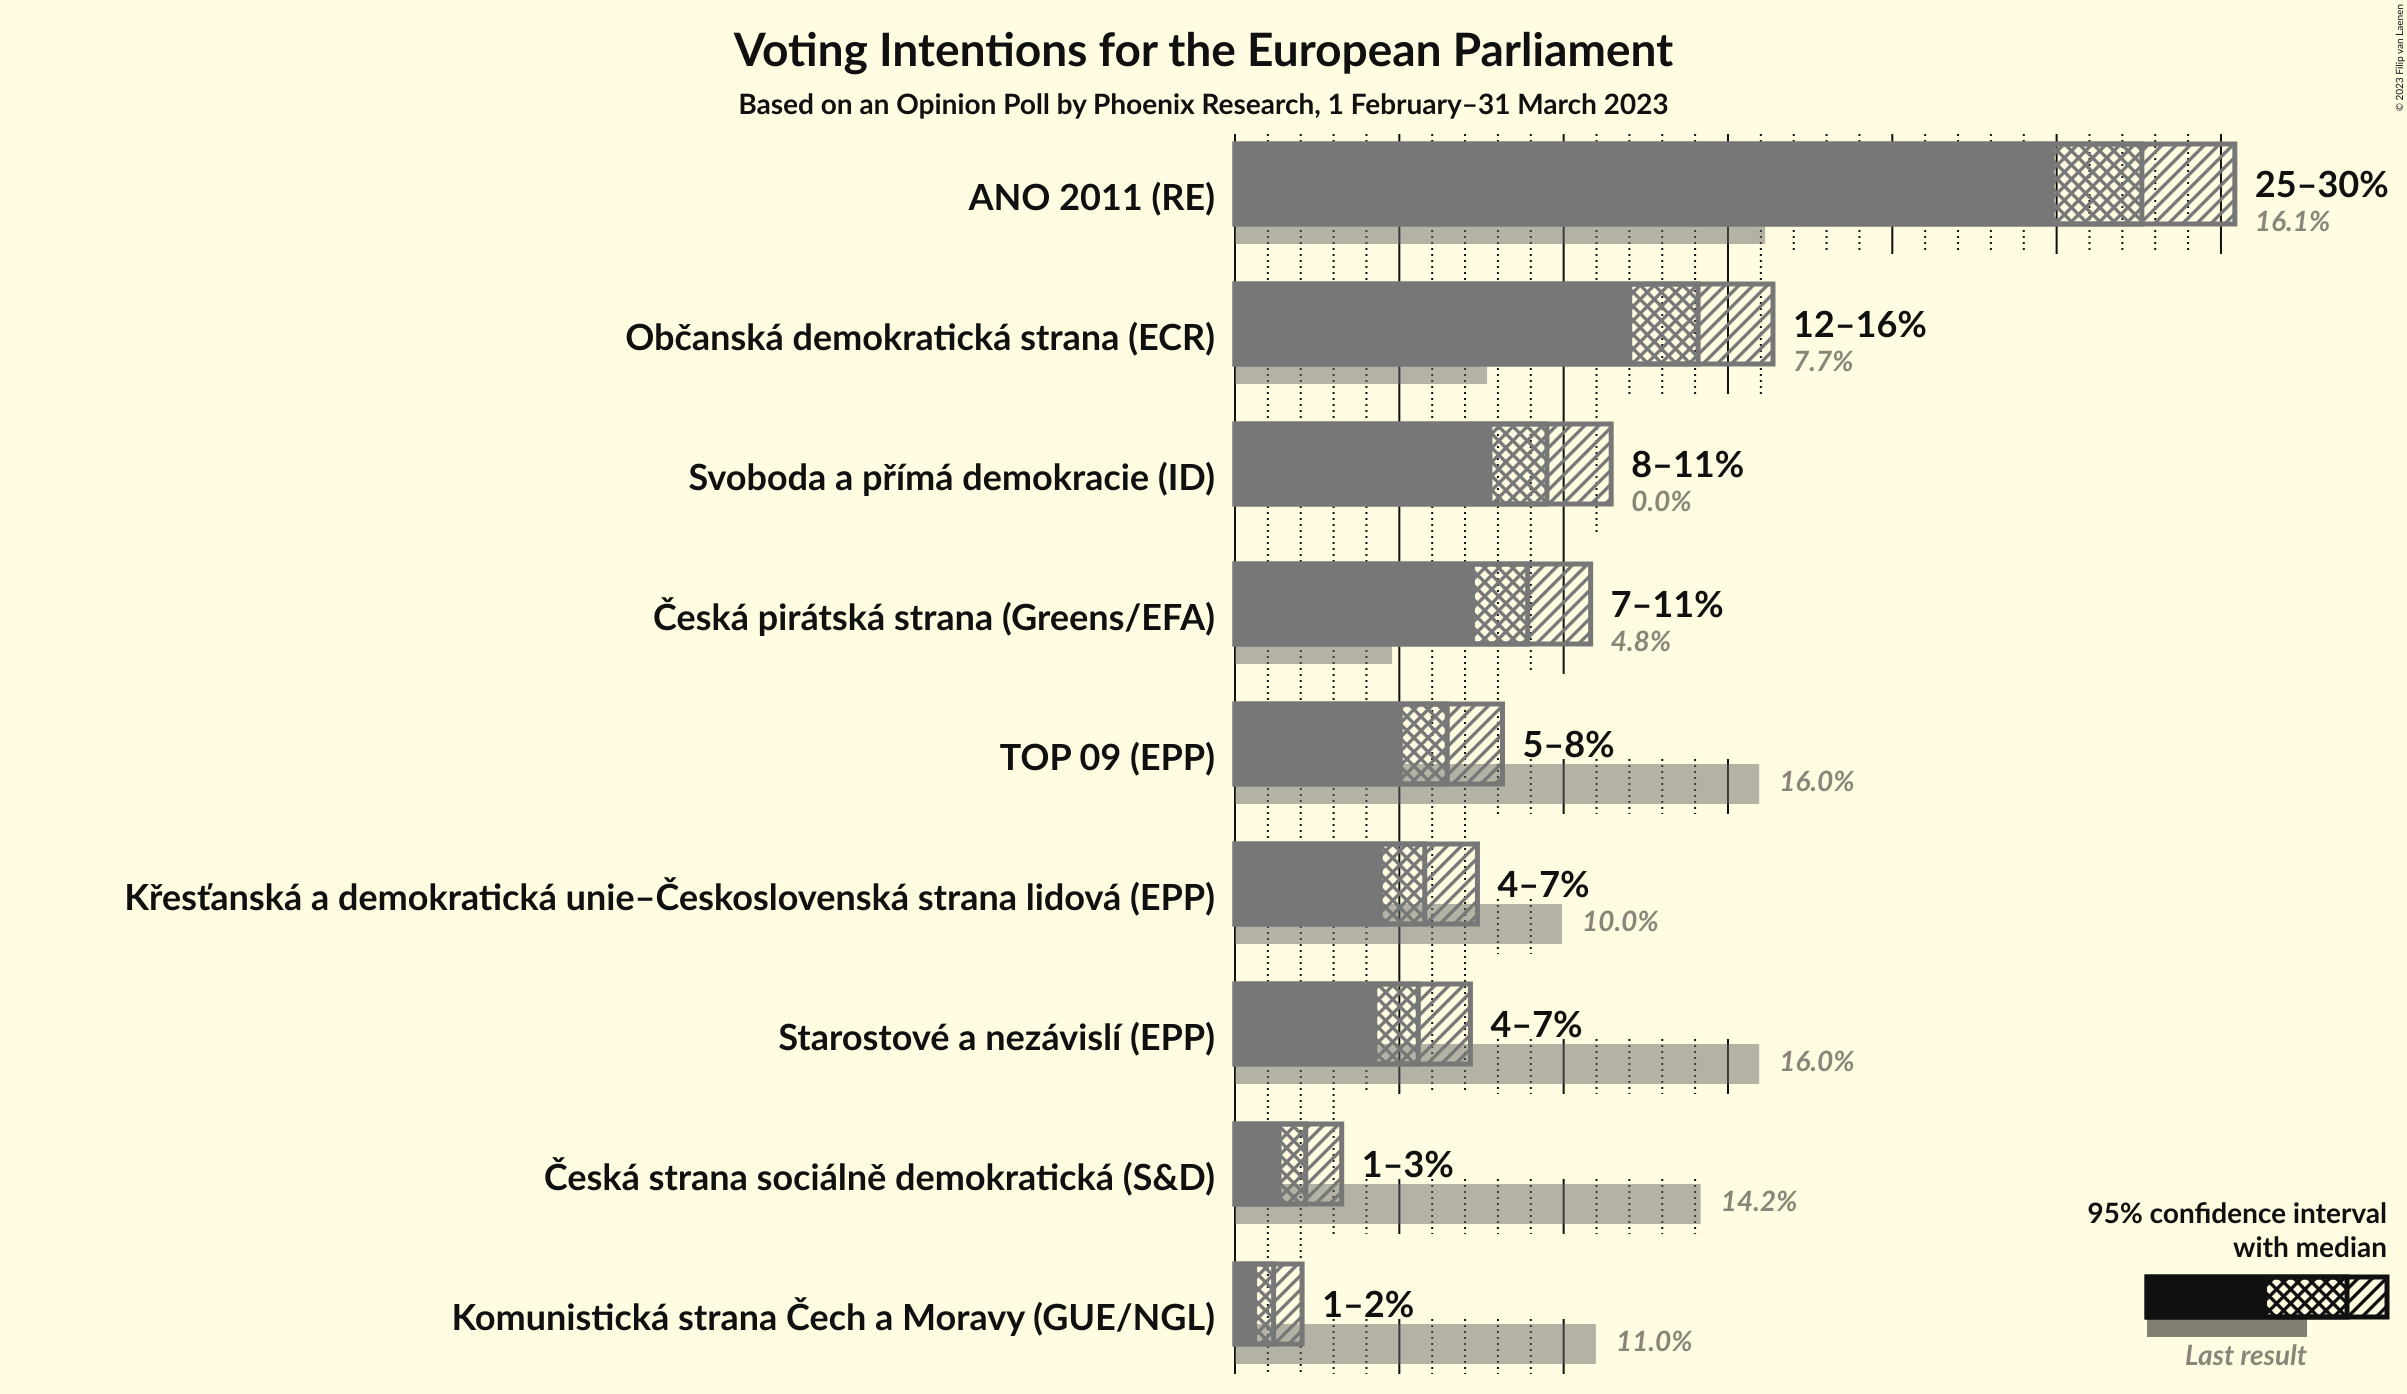 Voting Intentions for the European Parliament
Based on an Opinion Poll by Phoenix Research, 1 February–31 March 2023
© 2023 Filip van Laenen
ANO 2011 (RE)
25–30%
16.1%
Občanská demokratická strana (ECR)
12–16%
7.7%
Svoboda a přímá demokracie (ID)
8–11%
0.0%
Česká pirátská strana (Greens/EFA)
7–11%
4.8%
TOP 09 (EPP)
5–8%
16.0%
Křesťanská a demokratická unie–Československá strana lidová (EPP)
4–7%
10.0%
Starostové a nezávislí (EPP)
4–7%
16.0%
Česká strana sociálně demokratická (S&D)
1–3%
14.2%
Komunistická strana Čech a Moravy (GUE/NGL)
1–2%
11.0%
95% confidence interval
with median
Last result